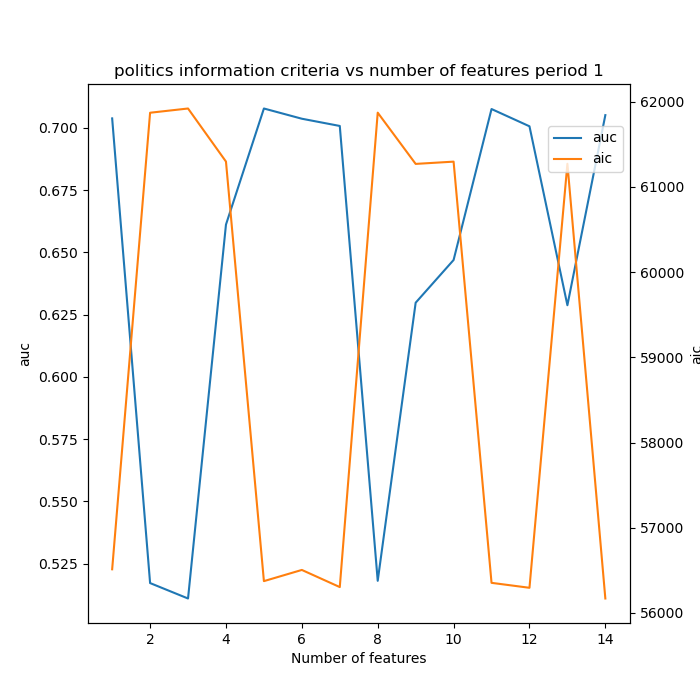 politics information criteria vs number of features period 1
auc
aic
0.700
0.675
0.650
0.625
0.600
0.575
0.550
0.525
auc
62000
61000
60000
59000
58000
57000
56000
aic
2 4 6 8 10 12 14
Number of features